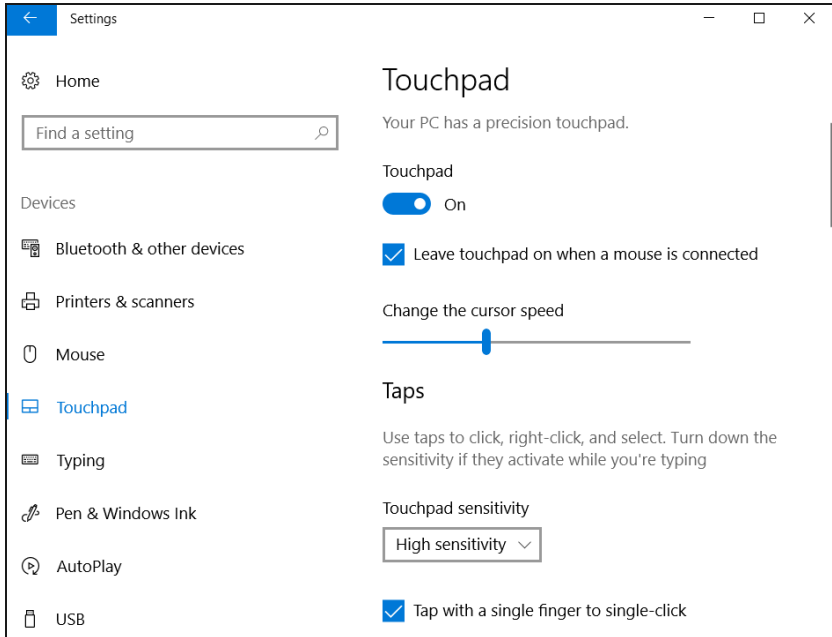 Settings
Home
Find a setting
Devices
Bluetooth & other devices
Printers & scanners
Mouse
Touchpad
Typing
Pen & Windows Ink
AutoPlay
USB
Touchpad
Your PC has a precision touchpad.
Touchpad
On
Leave touchpad on when a mouse is connected
Change the cursor speed
Taps
Use taps to click, right-click, and select. Turn down the
sensitivity if they activate while you're typing
Touchpad sensitivity
High sensitivity
Tap with a single finger to single-click